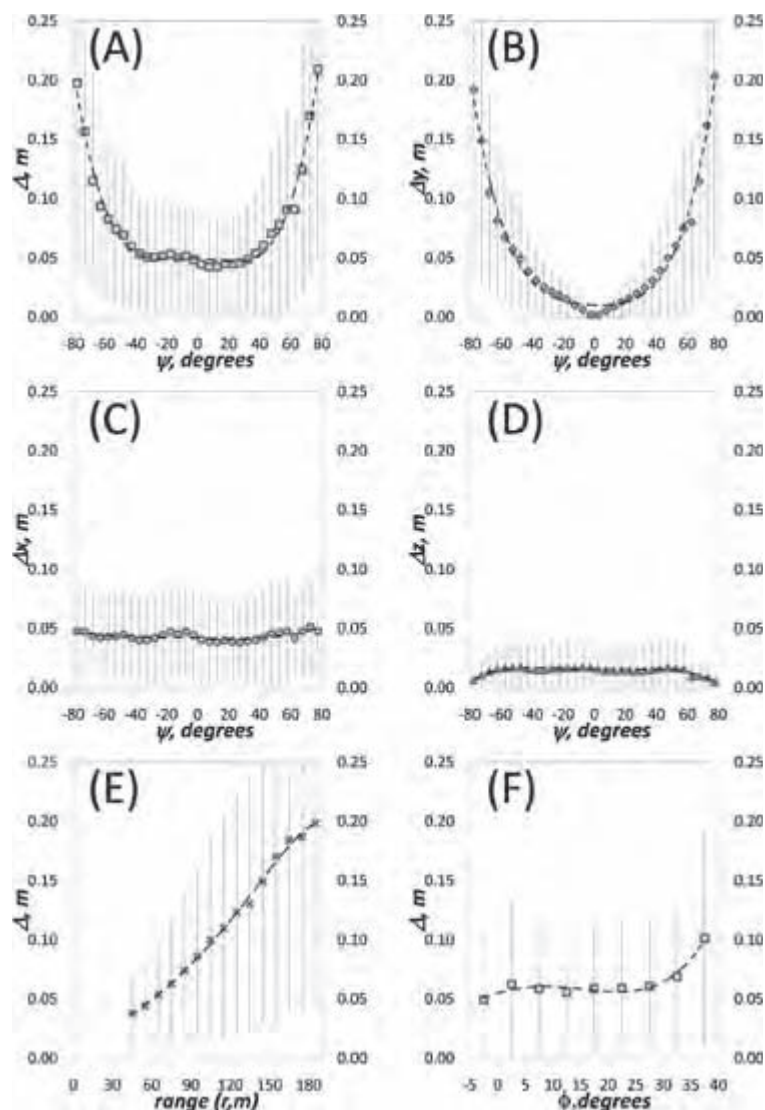 (A) (B)
0.25 0.25 0.25 0.25
0.20 0.20 0.20 0.20
0.15 0.15 0.15 0.15
Δ, m Δy, m
0.10 0.10 0.10 0.10
0.05 0.05 0.05 0.05
0.00 0.00 0.00 0.00
-80 -60 -40 -20 0 20 40 60 80 -80 -60 -40 -20 0 20 40 60 80
ψ, degrees ψ, degrees
(C) (D)
0.25 0.25 0.25 0.25
0.20 0.20 0.20 0.20
0.15 0.15 0.15 0.15
Δx, m Δz, m
0.10 0.10 0.10 0.10
0.05 0.05 0.05 0.05
0.00 0.00 0.00 0.00
-80 -60 -40 -20 0 20 40 60 80 -80 -60 -40 -20 0 20 40 60 80
ψ, degrees ψ, degrees
(E) (F)
0.25 0.25 0.25 0.25
0.20 0.20 0.20 0.20
0.15 0.15 0.15 0.15
Δ, m Δ, m
0.10 0.10 0.10 0.10
0.05 0.05 0.05 0.05
0.00 0.00 0.00 0.00
0 30 60 90 120 150 180 -5 0 5 10 15 20 25 30 35 40
range (r,m) Φ,degrees